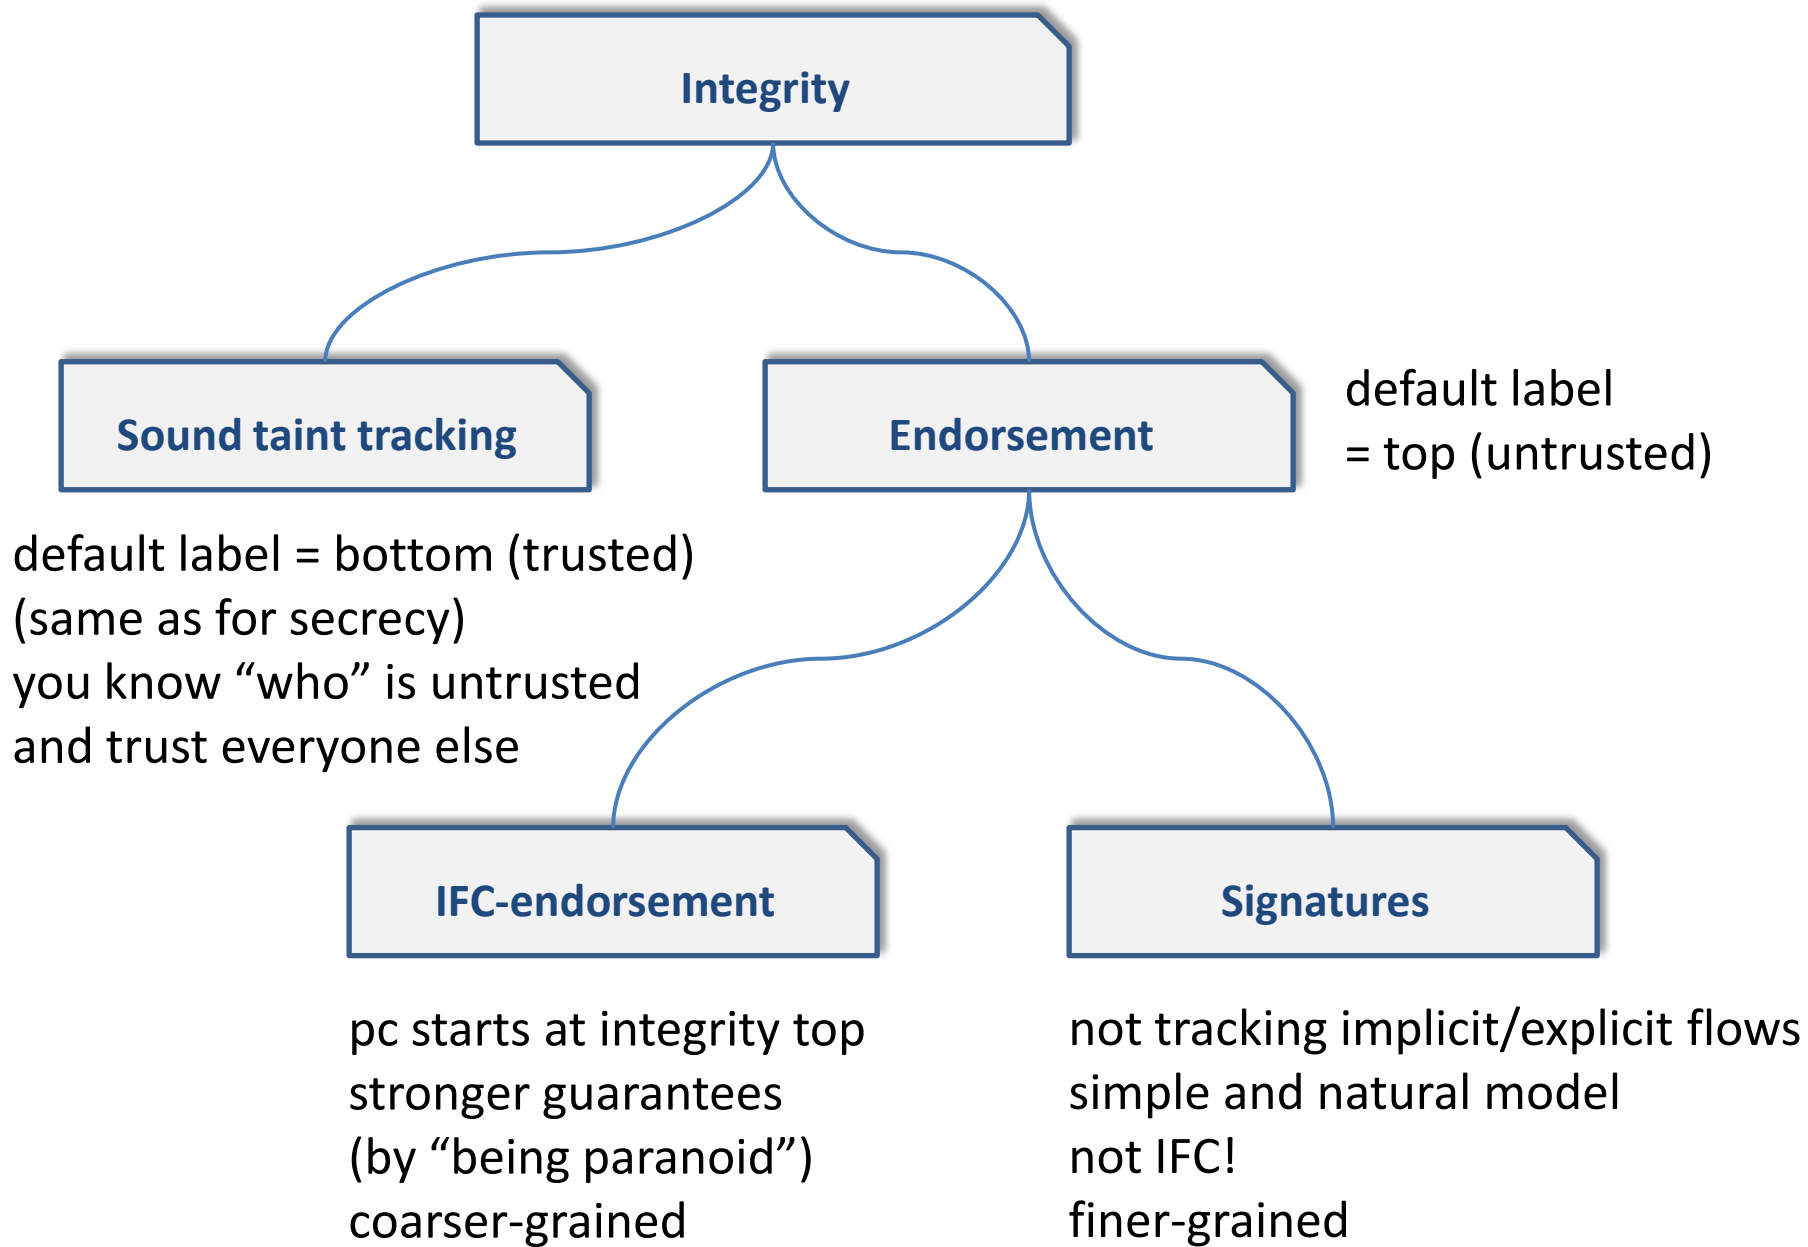 Integrity
Sound taint tracking
Endorsement
default label
= top (untrusted)
default label = bottom (trusted)
(same as for secrecy)
you know “who” is untrusted
and trust everyone else
IFC-endorsement
Signatures
pc starts at integrity top
stronger guarantees
(by “being paranoid”)
coarser-grained
not tracking implicit/explicit flows
simple and natural model
not IFC!
finer-grained